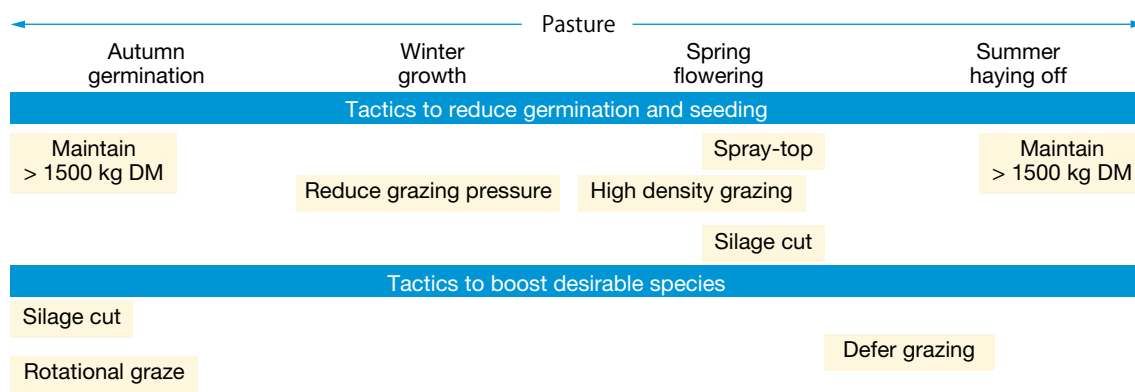 Pasture
Autumn
germination
Winter
growth
Spring
flowering
Summer
haying off
Tactics to reduce germination and seeding
Maintain
> 1500 kg DM
Spray-top
Maintain
> 1500 kg DM
Reduce grazing pressure
High density grazing
Silage cut
Tactics to boost desirable species
Silage cut
Defer grazing
Rotational graze